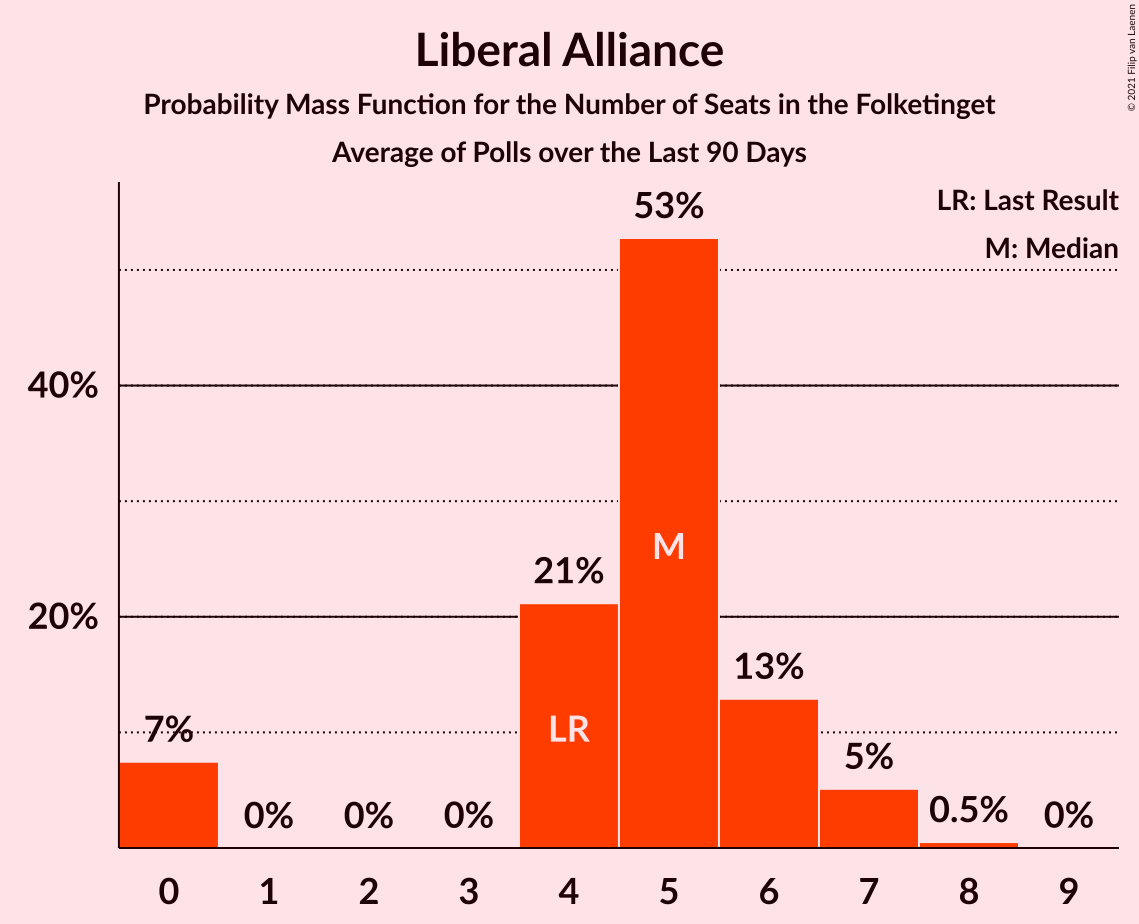 Liberal Alliance
Probability Mass Function for the Number of Seats in the Folketinget
Average of Polls over the Last 90 Days
© 2021 Filip van Laenen
LR: Last Result
M: Median
40%
20%
7%
0%
0%
0%
21%
53%
13%
5%
0.5%
0%
LR
M
0 1 2 3 4 5 6 7 8 9